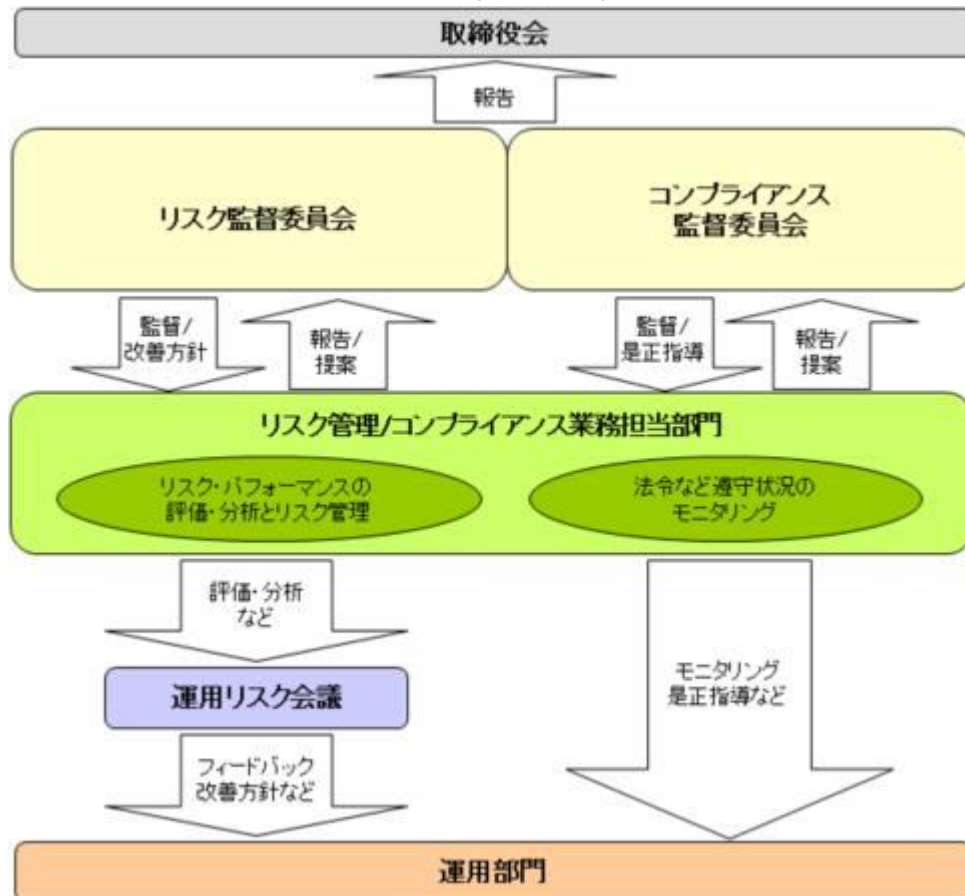 取締役会
報告
リスク監督委員会
コンプライアンス
監督委員会
監督/
改善方針
報告/
提案
監督/
是正指導
報告/
提案
リスク管理/コンプライアンス業務担当部門
リスク・パフォーマンスの
評価・分析とリスク管理
法令など遵守状況の
モニタリング
評価・分析
など
運用リスク会議
フィードバック
改善方針など
モニタリング
是正指導など
運用部門